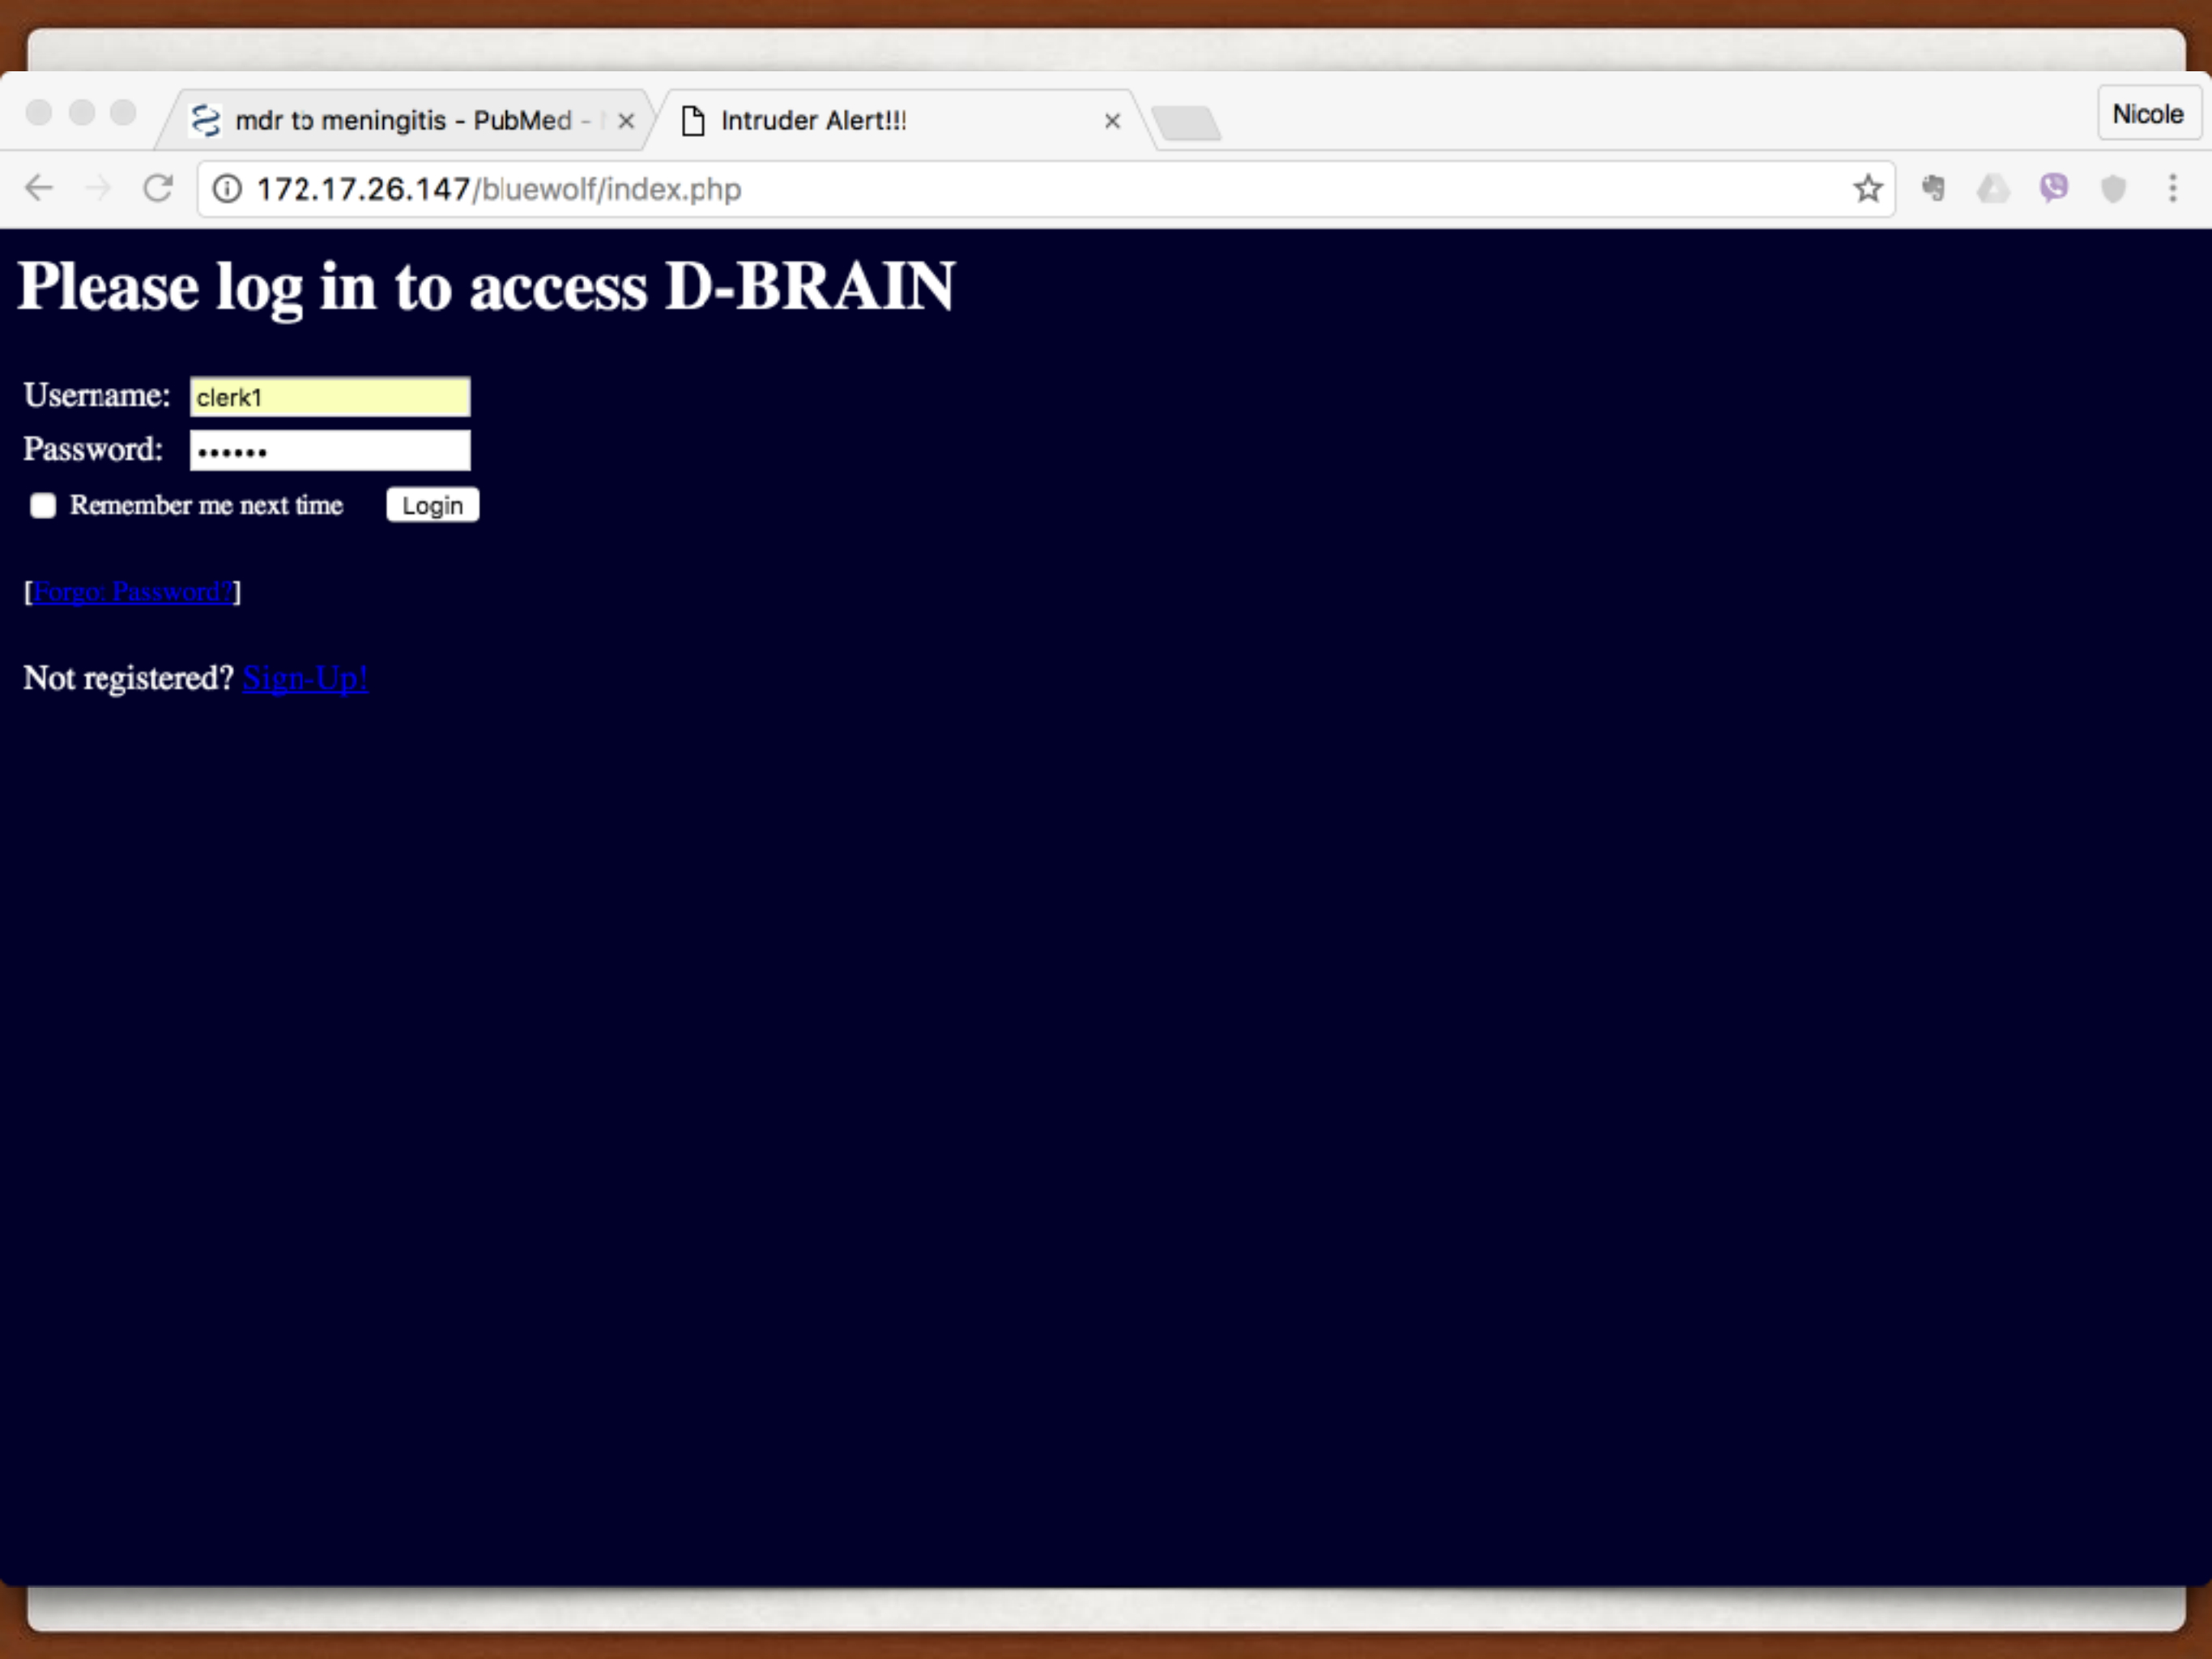 mdr tb meningitis - PubMed -
Intruder Alert!!!
Nicole
172.17.26.147/bluewolf/index.php
Please log in to access D-BRAIN
Username: clerk1
Password: ••••••
Remember me next time Login
[Forgot Password?]
Not registered? Sign-Up!